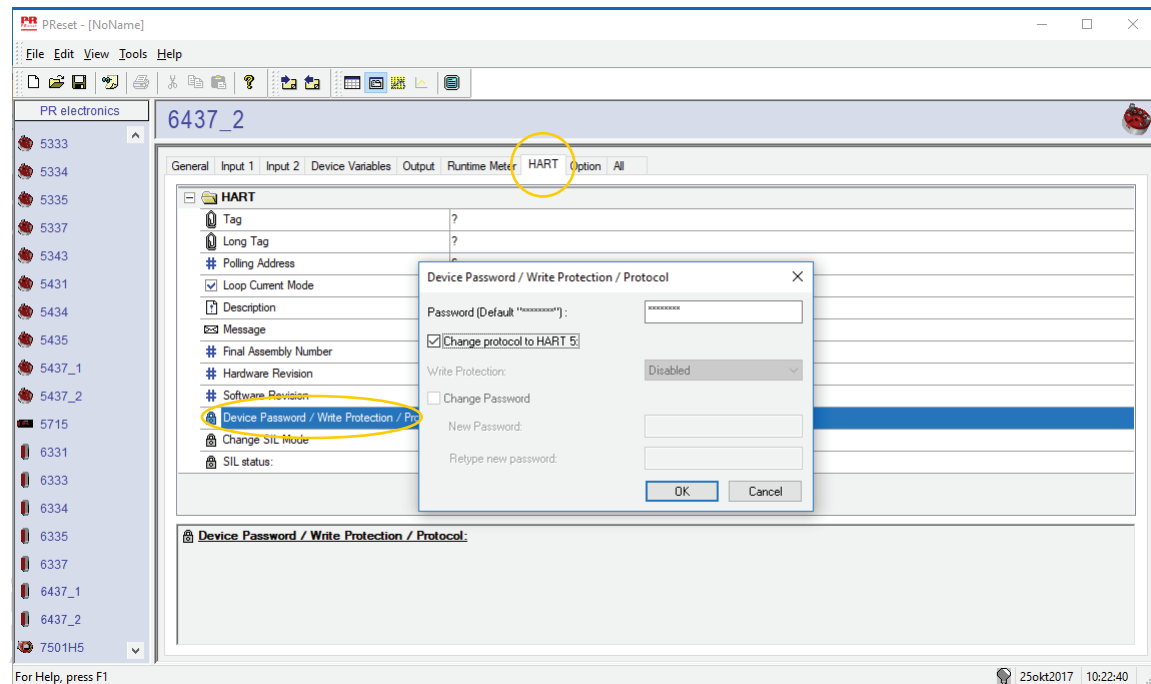 PR PReset - [NoName]
File Edit View Tools Help
PR electronics
6437_2
5333
5334
5335
5337
5343
5431
5434
5435
5437_1
5437_2
5715
6331
6333
6334
6335
6337
6437_1
6437_2
7501H5
General Input 1 Input 2 Device Variables Output Runtime Meter HART Option All
HART
Tag ?
Long Tag ?
Polling Address
Loop Current Mode
Description
Message
Final Assembly Number
Hardware Revision
Software Revision
Device Password / Write Protection / Pro
Change SIL Mode
SIL status:
Device Password / Write Protection / Protocol
Password (Default "********") : ********
Change protocol to HART 5:
Write Protection: Disabled
Change Password
New Password:
Retype new password:
OK Cancel
Device Password / Write Protection / Protocol:
For Help, press F1 25okt2017 10:22:40